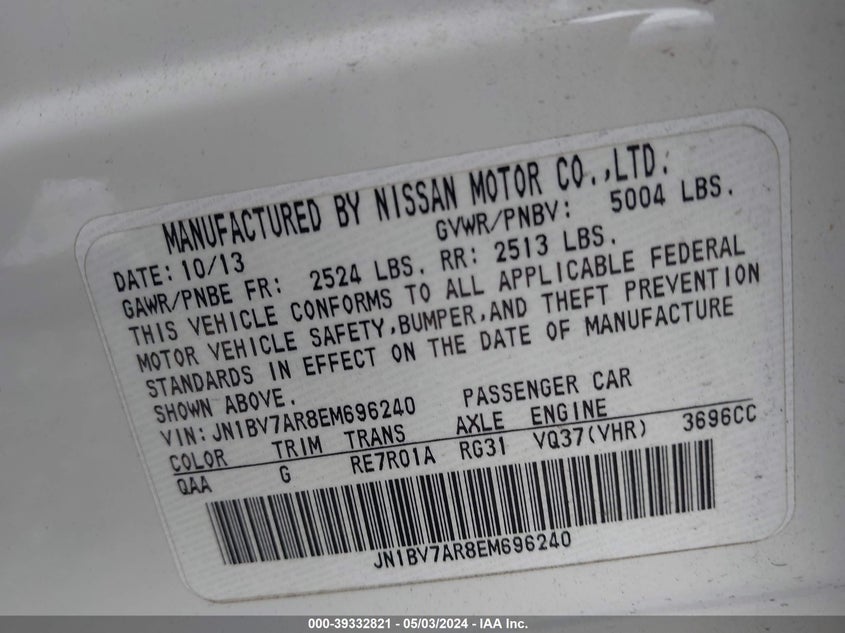 MANUFACTURED BY NISSAN MOTOR CO.,LTD.
DATE: 10/13 GVWR/PNBV: 5004 LBS.
GAWR/PNBE FR: 2524 LBS. RR: 2513 LBS.
THIS VEHICLE CONFORMS TO ALL APPLICABLE FEDERAL
MOTOR VEHICLE SAFETY,BUMPER,AND THEFT PREVENTION
STANDARDS IN EFFECT ON THE DATE OF MANUFACTURE
SHOWN ABOVE.
VIN: JN1BV7AR8EM696240 PASSENGER CAR
COLOR TRIM TRANS AXLE ENGINE
QAA G RE7R01A RG31 VQ37(VHR) 3696CC
JN1BV7AR8EM696240
000-39332821 - 05/03/2024 - IAA Inc.